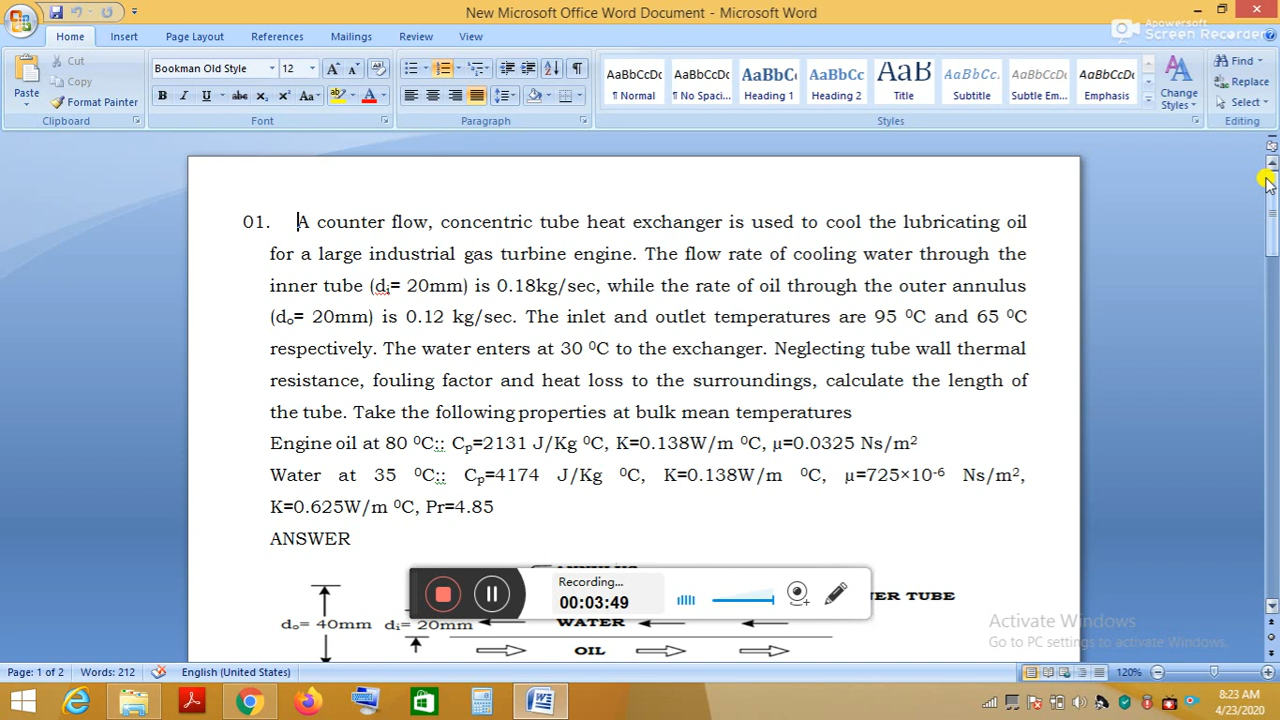 New Microsoft Office Word Document - Microsoft Word
Apowersoft
Screen Recorder
Home Insert Page Layout References Mailings Review View
Paste Cut Copy Format Painter
Bookman Old Style 12
B I U abc x₂ x² Aa
AaBbCcDc AaBbCcDc AaBbC AaBbCc AaB AaBbCc. AaBbCcDc AaBbCcDc
¶ Normal ¶ No Spaci... Heading 1 Heading 2 Title Subtitle Subtle Em... Emphasis
Change Styles
Find Replace Select
Clipboard Font Paragraph Styles Editing
01. A counter flow, concentric tube heat exchanger is used to cool the lubricating oil
for a large industrial gas turbine engine. The flow rate of cooling water through the
inner tube (dᵢ= 20mm) is 0.18kg/sec, while the rate of oil through the outer annulus
(dₒ= 20mm) is 0.12 kg/sec. The inlet and outlet temperatures are 95 ⁰C and 65 ⁰C
respectively. The water enters at 30 ⁰C to the exchanger. Neglecting tube wall thermal
resistance, fouling factor and heat loss to the surroundings, calculate the length of
the tube. Take the following properties at bulk mean temperatures
Engine oil at 80 ⁰C:: Cₚ=2131 J/Kg ⁰C, K=0.138W/m ⁰C, µ=0.0325 Ns/m²
Water at 35 ⁰C:: Cₚ=4174 J/Kg ⁰C, K=0.138W/m ⁰C, µ=725×10⁻⁶ Ns/m²,
K=0.625W/m ⁰C, Pr=4.85
ANSWER
Recording...
00:03:49
ER TUBE
dₒ= 40mm dᵢ= 20mm WATER
OIL
Activate Windows
Go to PC settings to activate Windows.
Page: 1 of 2 Words: 212 English (United States) 120%
8:23 AM
4/23/2020